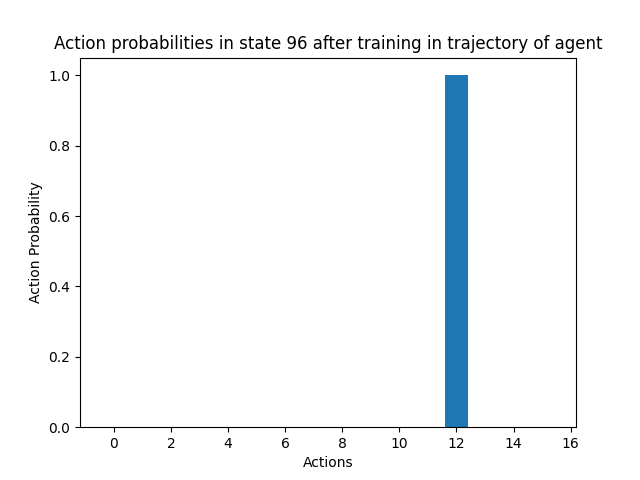 Action probabilities in state 96 after training in trajectory of agent
1.0
0.8
0.6
0.4
0.2
0.0
Action Probability
0 2 4 6 8 10 12 14 16
Actions